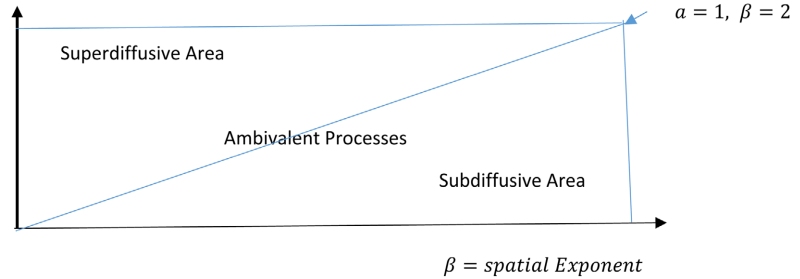 𝑎 = 1, 𝛽 = 2
Superdiffusive Area
Ambivalent Processes
Subdiffusive Area
𝛽 = 𝑠𝑝𝑎𝑡𝑖𝑎𝑙 𝐸𝑥𝑝𝑜𝑛𝑒𝑛𝑡